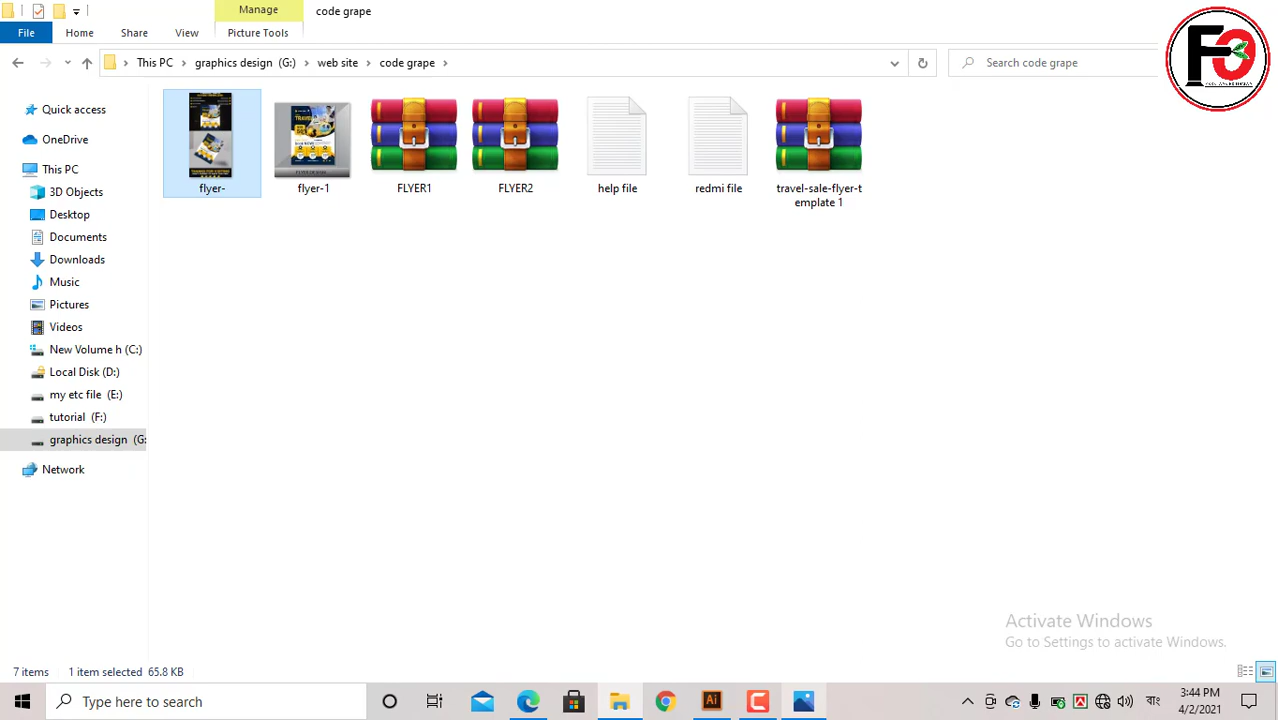 Manage
code grape
File
Home
Share
View
Picture Tools
This PC
graphics design (G:)
web site
code grape
Search code grape
Quick access
OneDrive
This PC
3D Objects
Desktop
Documents
Downloads
Music
Pictures
Videos
New Volume h (C:)
Local Disk (D:)
my etc file (E:)
tutorial (F:)
graphics design (G:
Network
flyer-
flyer-1
FLYER1
FLYER2
help file
redmi file
travel-sale-flyer-t
emplate 1
Activate Windows
Go to Settings to activate Windows.
7 items
1 item selected 65.8 KB
Type here to search
Ai
বাং
3:44 PM
4/2/2021